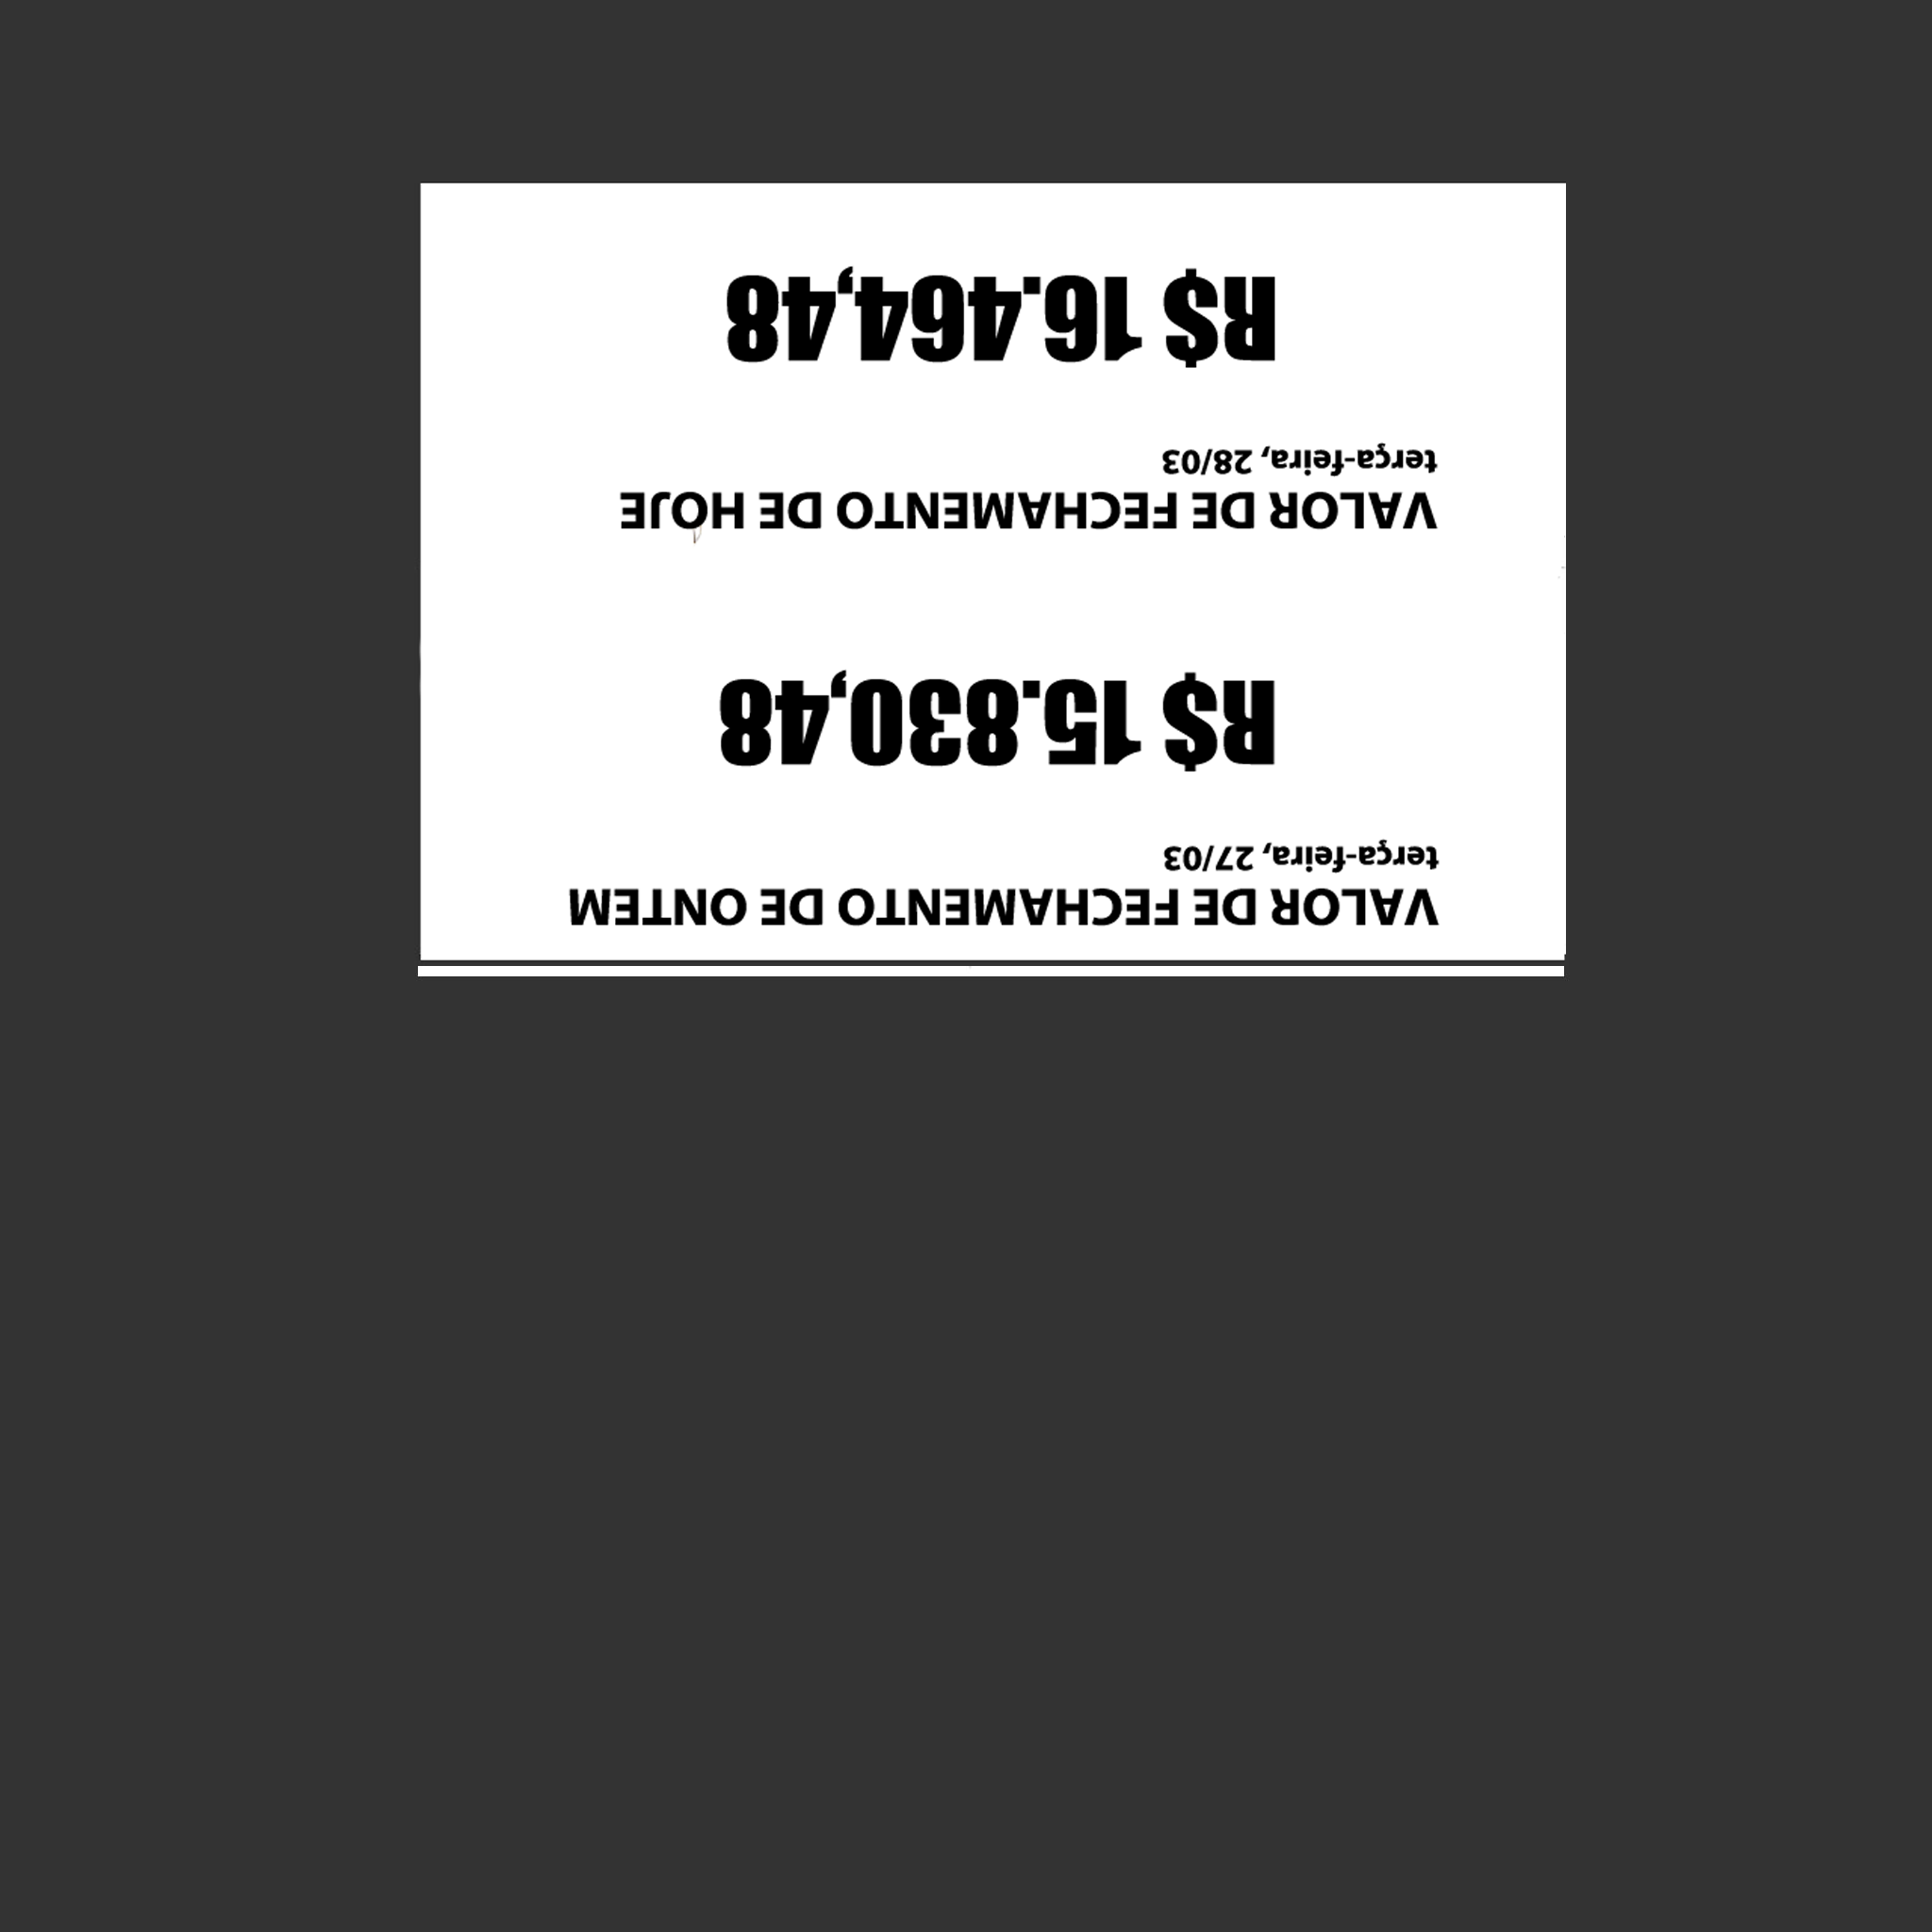 VALOR DE FECHAMENTO DE ONTEM
terça-feira, 27/03
R$ 15.830,48
VALOR DE FECHAMENTO DE HOJE
terça-feira, 28/03
R$ 16.464,48